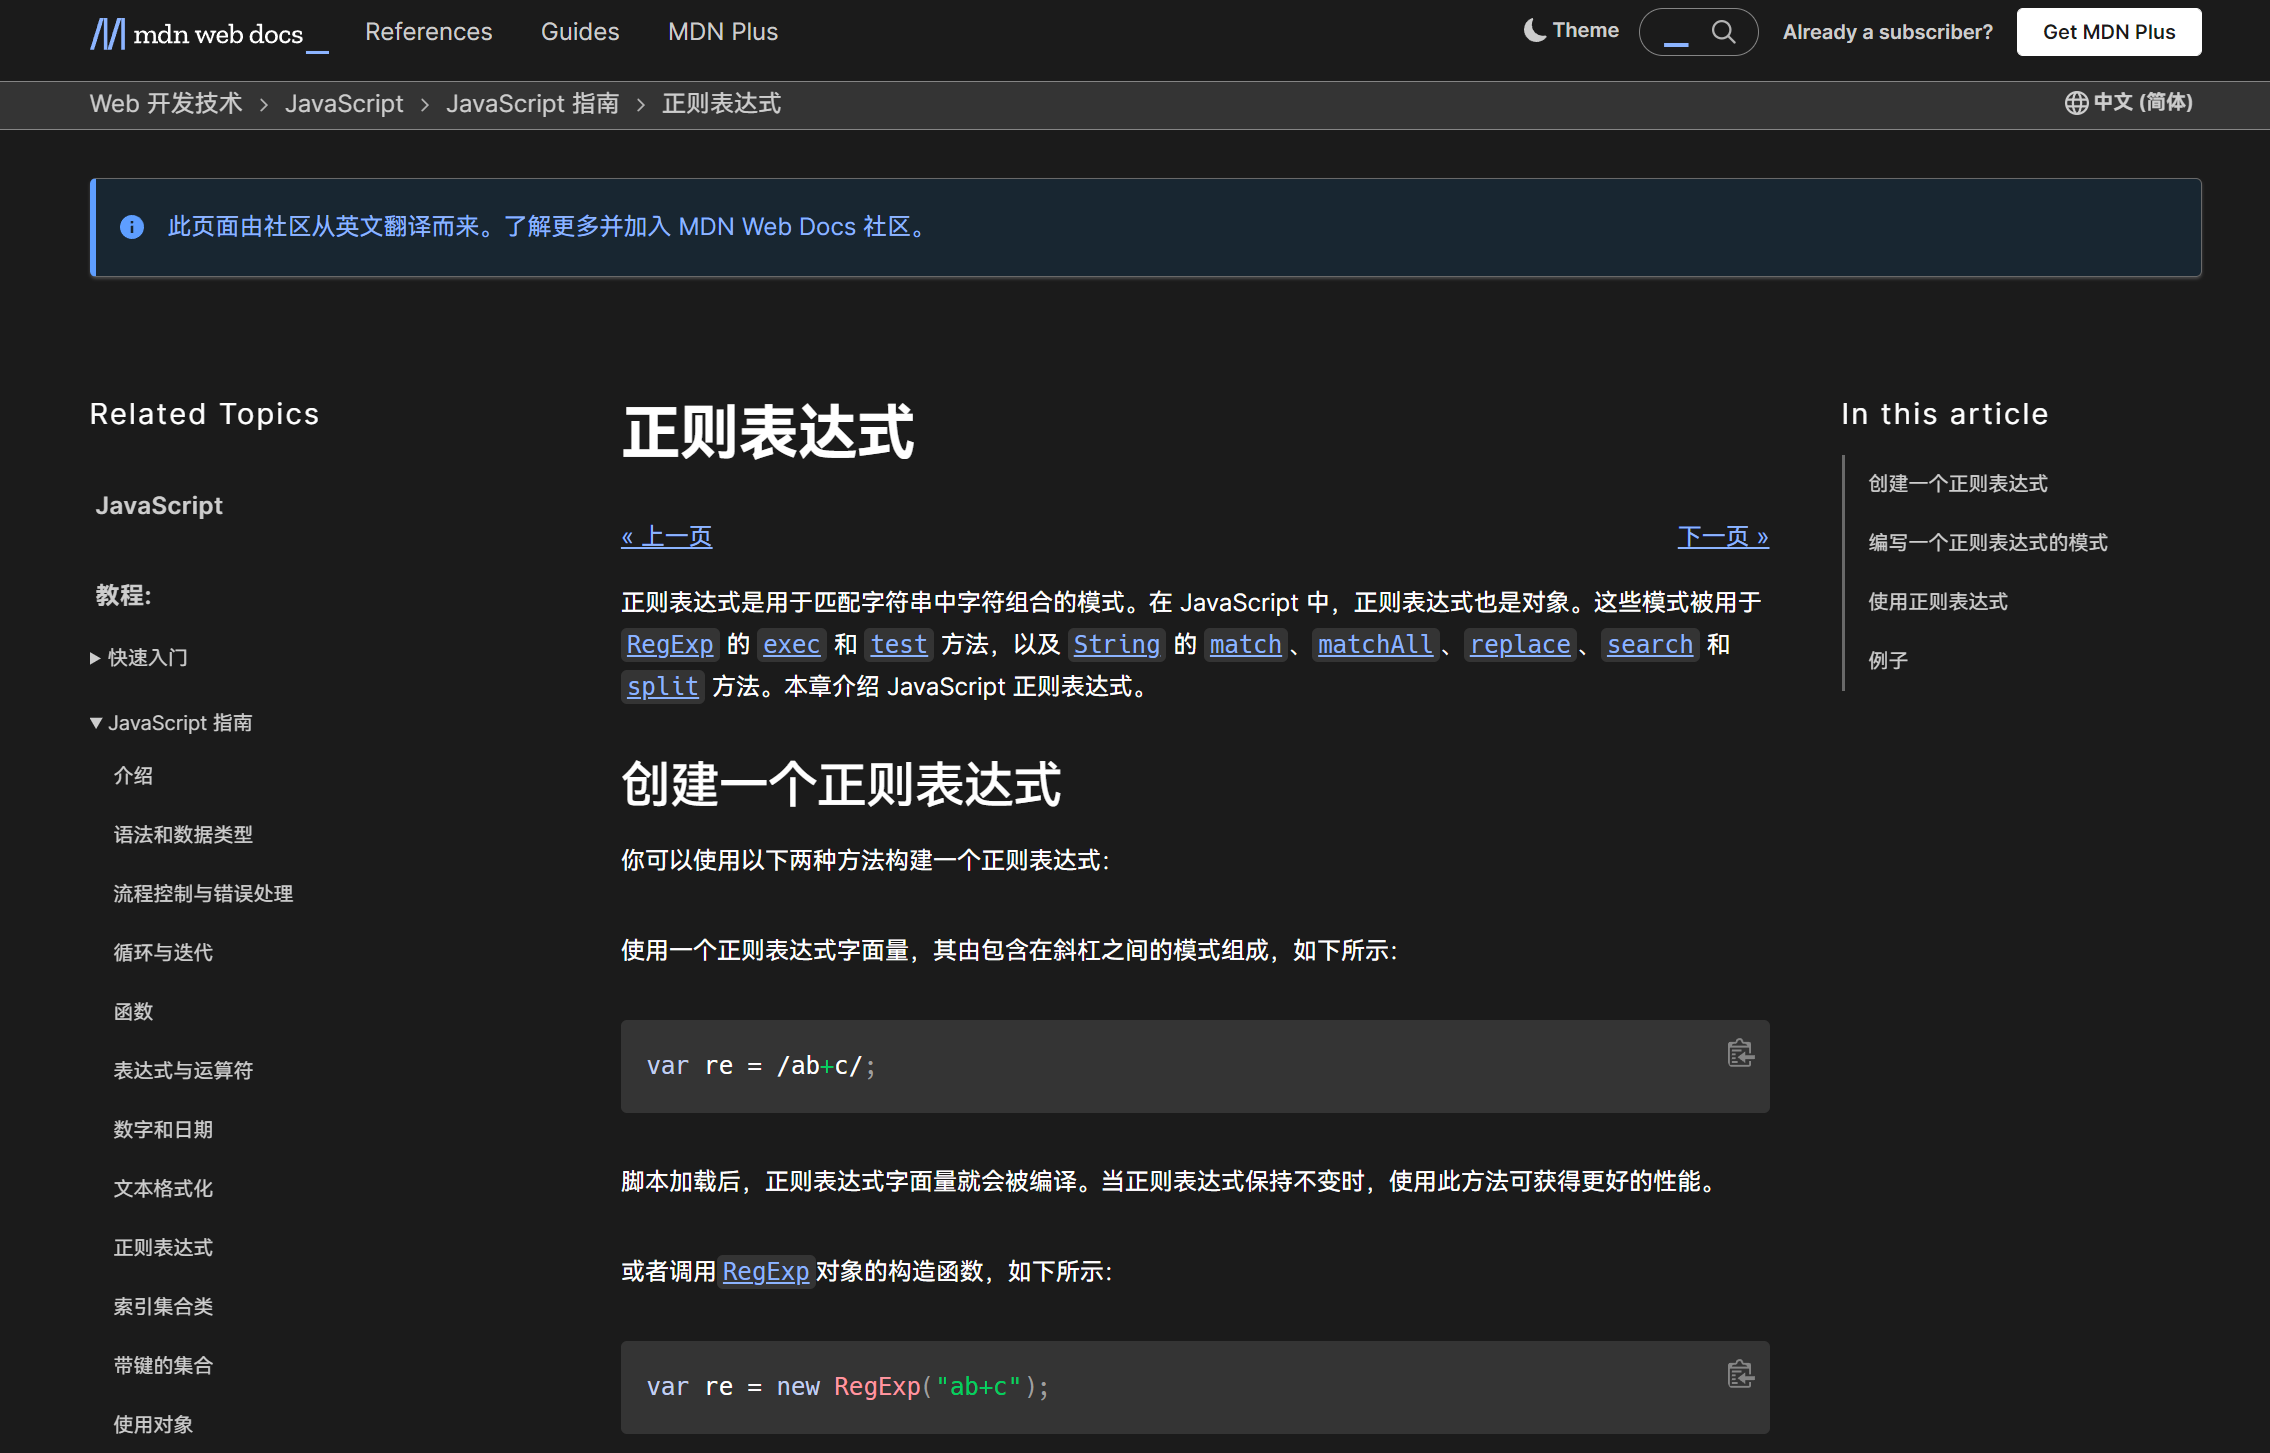 mdn web docs_
References Guides MDN Plus
Theme
Already a subscriber?
Get MDN Plus
Web 开发技术 > JavaScript > JavaScript 指南 > 正则表达式
中文 (简体)
此页面由社区从英文翻译而来。了解更多并加入 MDN Web Docs 社区。
Related Topics
JavaScript
教程:
▶ 快速入门
▼ JavaScript 指南
介绍
语法和数据类型
流程控制与错误处理
循环与迭代
函数
表达式与运算符
数字和日期
文本格式化
正则表达式
索引集合类
带键的集合
使用对象
正则表达式
« 上一页
下一页 »
正则表达式是用于匹配字符串中字符组合的模式。在 JavaScript 中，正则表达式也是对象。这些模式被用于
RegExp 的 exec 和 test 方法，以及 String 的 match、matchAll、replace、search 和
split 方法。本章介绍 JavaScript 正则表达式。
创建一个正则表达式
你可以使用以下两种方法构建一个正则表达式：
使用一个正则表达式字面量，其由包含在斜杠之间的模式组成，如下所示：
var re = /ab+c/;
脚本加载后，正则表达式字面量就会被编译。当正则表达式保持不变时，使用此方法可获得更好的性能。
或者调用RegExp对象的构造函数，如下所示：
var re = new RegExp("ab+c");
In this article
创建一个正则表达式
编写一个正则表达式的模式
使用正则表达式
例子